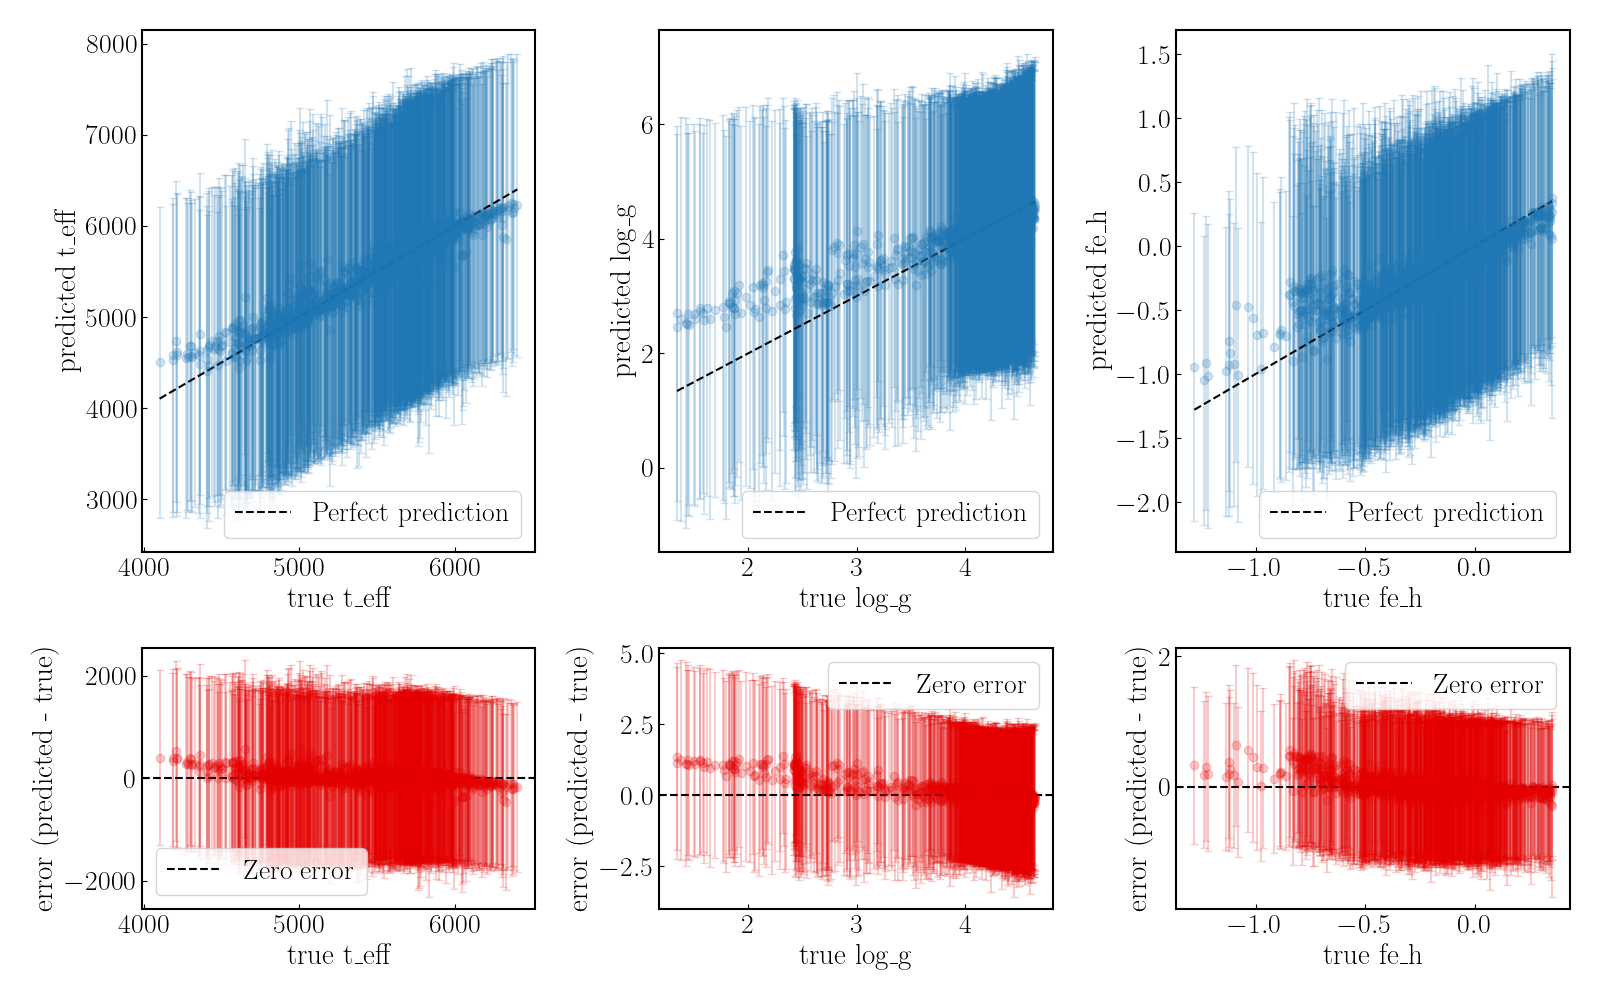 predicted t_eff
8000
7000
6000
5000
4000
3000
Perfect prediction
4000 5000 6000
true t_eff
predicted log_g
6
4
2
0
Perfect prediction
2 3 4
true log_g
predicted fe_h
1.5
1.0
0.5
0.0
−0.5
−1.0
−1.5
−2.0
Perfect prediction
−1.0 −0.5 0.0
true fe_h
error (predicted - true)
2000
0
−2000
Zero error
4000 5000 6000
true t_eff
error (predicted - true)
5.0
2.5
0.0
−2.5
Zero error
2 3 4
true log_g
error (predicted - true)
2
0
Zero error
−1.0 −0.5 0.0
true fe_h